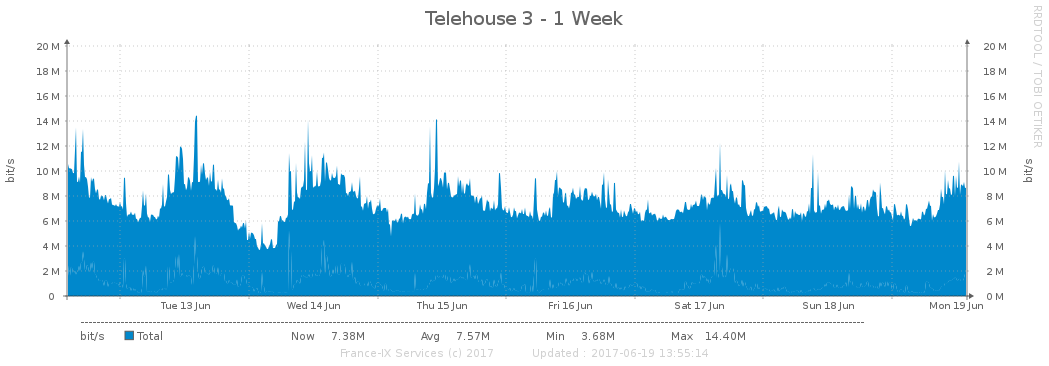 Telehouse 3 - 1 Week
RRDTOOL / TOBI OETIKER
20 M 20 M
18 M 18 M
16 M 16 M
14 M 14 M
12 M 12 M
10 M 10 M
8 M 8 M
6 M 6 M
4 M 4 M
2 M 2 M
0 0 M
bit/s bit/s
Tue 13 Jun Wed 14 Jun Thu 15 Jun Fri 16 Jun Sat 17 Jun Sun 18 Jun Mon 19 Jun
bit/s Total Now 7.38M Avg 7.57M Min 3.68M Max 14.40M
France-IX Services (c) 2017 Updated : 2017-06-19 13:55:14